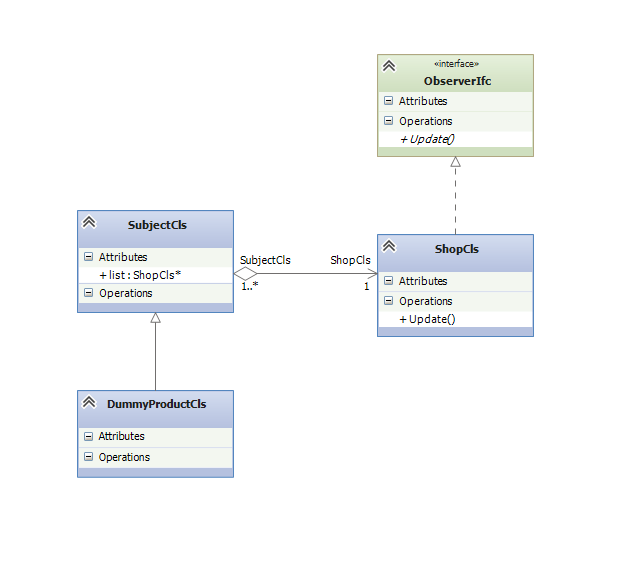 «interface»
ObserverIfc
Attributes
Operations
+ Update()
SubjectCls
Attributes
+ list : ShopCls*
Operations
SubjectCls
ShopCls
1..*
1
ShopCls
Attributes
Operations
+ Update()
DummyProductCls
Attributes
Operations